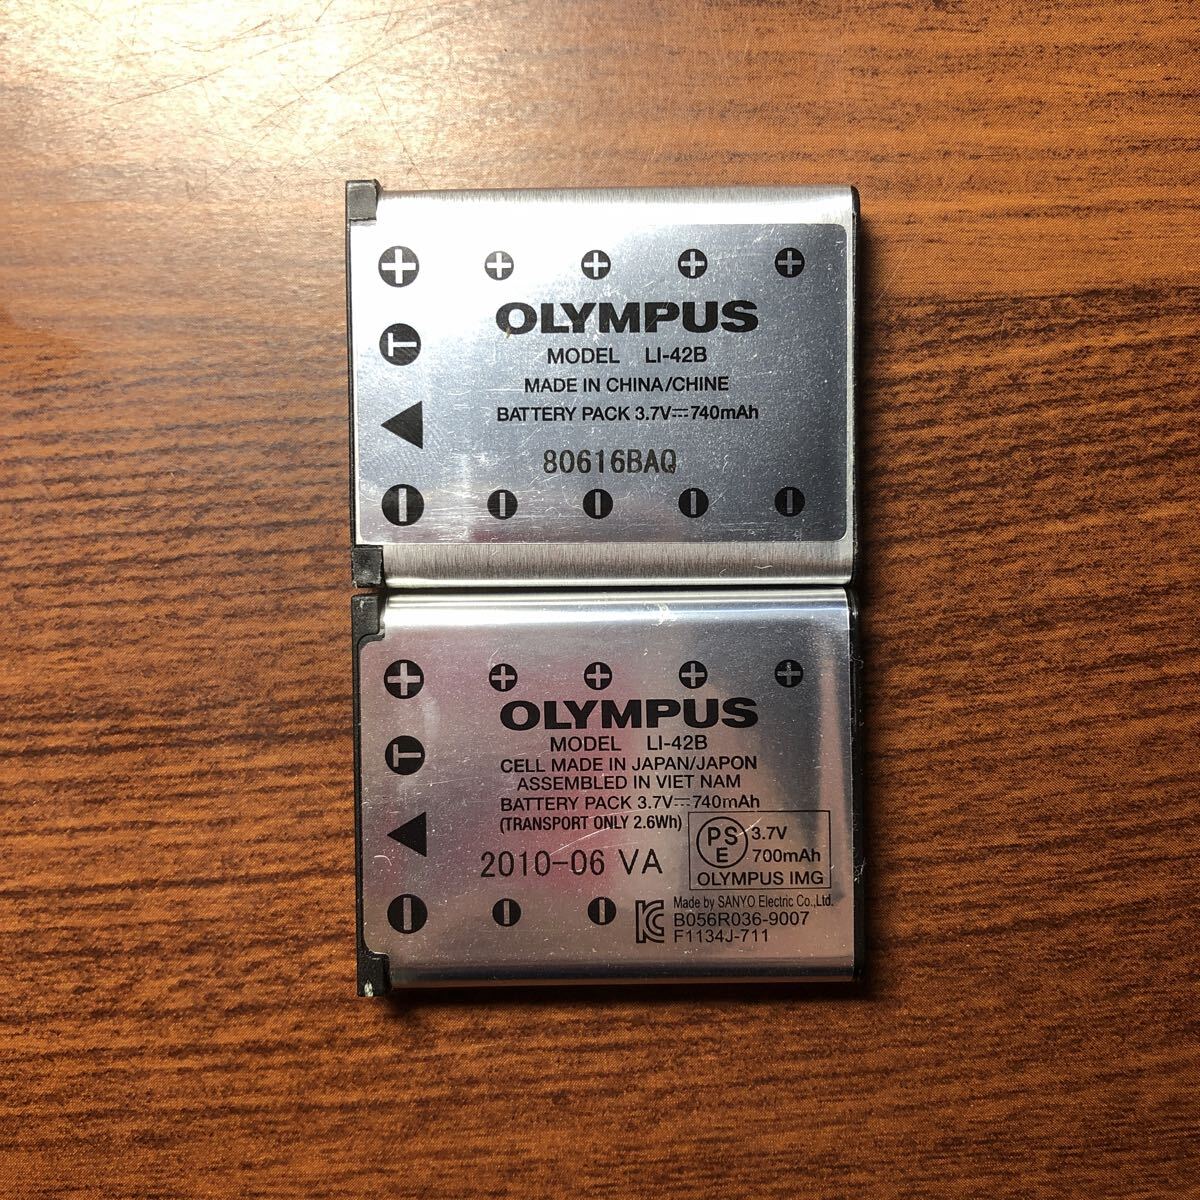 + + + + +
OLYMPUS
T
MODEL LI-42B
MADE IN CHINA/CHINE
BATTERY PACK 3.7V⎓740mAh
80616BAQ
− − − − −
+ + + + +
OLYMPUS
T
MODEL LI-42B
CELL MADE IN JAPAN/JAPON
ASSEMBLED IN VIET NAM
BATTERY PACK 3.7V⎓740mAh
(TRANSPORT ONLY 2.6Wh)
2010-06 VA
PS
E
3.7V
700mAh
OLYMPUS IMG
− − −
Made by SANYO Electric Co.,Ltd.
B056R036-9007
F1134J-711